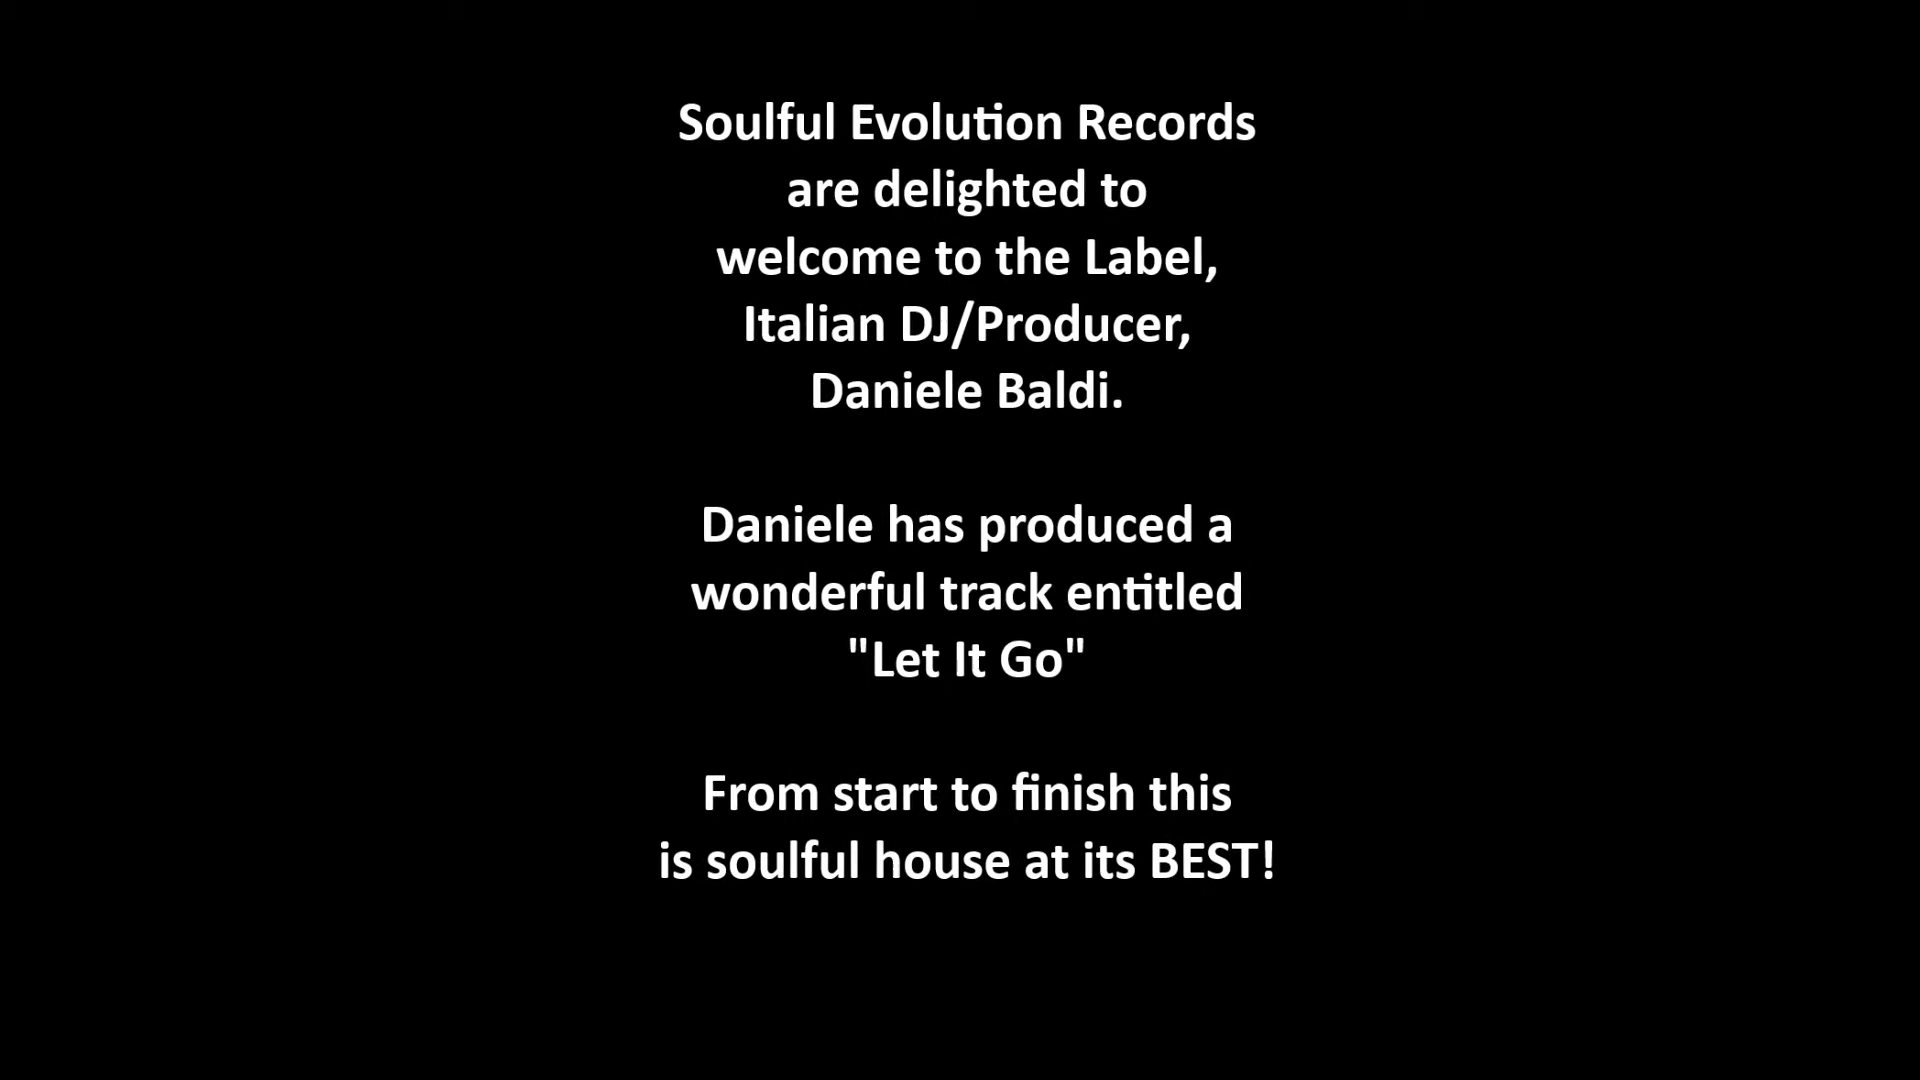 Soulful Evolution Records
are delighted to
welcome to the Label,
Italian DJ/Producer,
Daniele Baldi.
Daniele has produced a
wonderful track entitled
"Let It Go"
From start to finish this
is soulful house at its BEST!